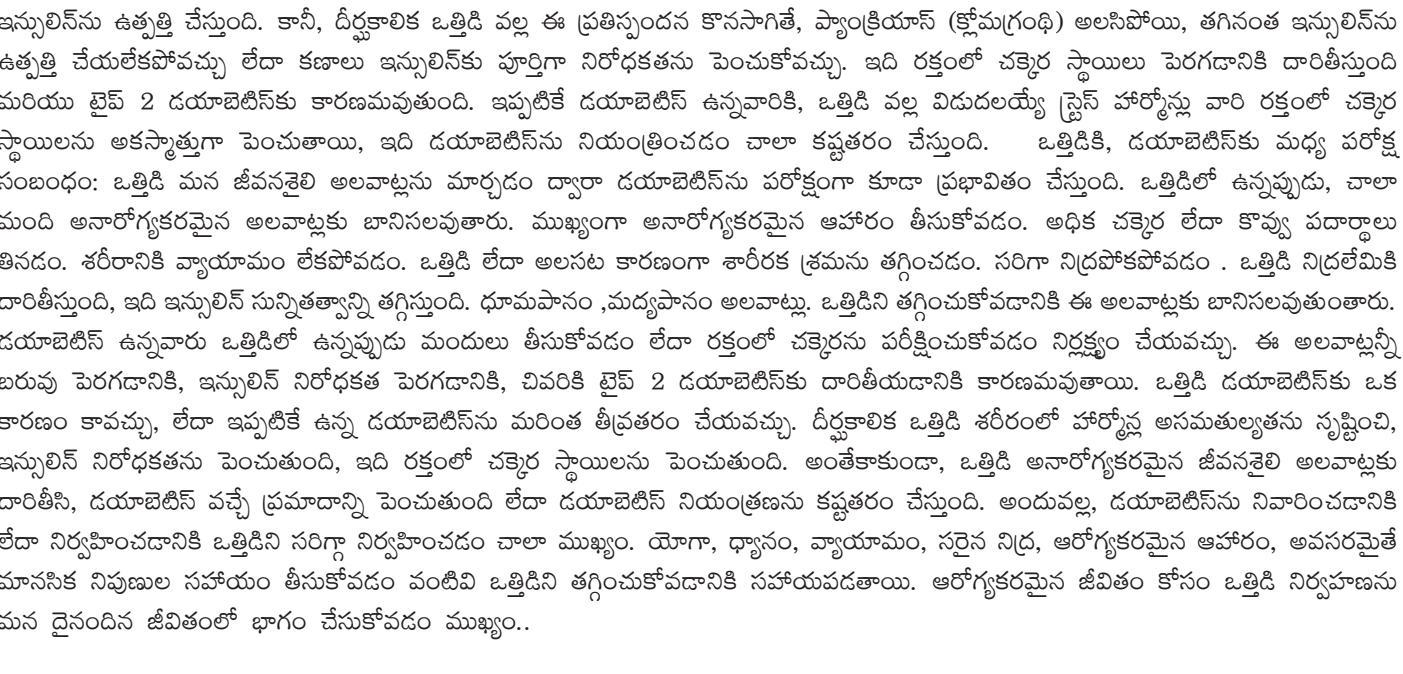 ఇన్సులిన్‌ను ఉత్పత్తి చేస్తుంది. కానీ, దీర్ఘకాలిక ఒత్తిడి వల్ల ఈ ప్రతిస్పందన కొనసాగితే, ప్యాంక్రియాస్ (క్లోమగ్రంథి) అలసిపోయి, తగినంత ఇన్సులిన్‌ను
ఉత్పత్తి చేయలేకపోవచ్చు లేదా కణాలు ఇన్సులిన్‌కు పూర్తిగా నిరోధకతను పెంచుకోవచ్చు. ఇది రక్తంలో చక్కెర స్థాయిలు పెరగడానికి దారితీస్తుంది
మరియు టైప్ 2 డయాబెటిస్‌కు కారణమవుతుంది. ఇప్పటికే డయాబెటిస్ ఉన్నవారికి, ఒత్తిడి వల్ల విడుదలయ్యే స్ట్రెస్ హార్మోన్లు వారి రక్తంలో చక్కెర
స్థాయిలను అకస్మాత్తుగా పెంచుతాయి, ఇది డయాబెటిస్‌ను నియంత్రించడం చాలా కష్టతరం చేస్తుంది. ఒత్తిడికి, డయాబెటిస్‌కు మధ్య పరోక్ష
సంబంధం: ఒత్తిడి మన జీవనశైలి అలవాట్లను మార్చడం ద్వారా డయాబెటిస్‌ను పరోక్షంగా కూడా ప్రభావితం చేస్తుంది. ఒత్తిడిలో ఉన్నప్పుడు, చాలా
మంది అనారోగ్యకరమైన అలవాట్లకు బానిసలవుతారు. ముఖ్యంగా అనారోగ్యకరమైన ఆహారం తీసుకోవడం. అధిక చక్కెర లేదా కొవ్వు పదార్థాలు
తినడం. శరీరానికి వ్యాయామం లేకపోవడం. ఒత్తిడి లేదా అలసట కారణంగా శారీరక శ్రమను తగ్గించడం. సరిగా నిద్రపోకపోవడం . ఒత్తిడి నిద్రలేమికి
దారితీస్తుంది, ఇది ఇన్సులిన్ సున్నితత్వాన్ని తగ్గిస్తుంది. ధూమపానం ,మద్యపానం అలవాట్లు. ఒత్తిడిని తగ్గించుకోవడానికి ఈ అలవాట్లకు బానిసలవుతుంతారు.
డయాబెటిస్ ఉన్నవారు ఒత్తిడిలో ఉన్నప్పుడు మందులు తీసుకోవడం లేదా రక్తంలో చక్కెరను పరీక్షించుకోవడం నిర్లక్ష్యం చేయవచ్చు. ఈ అలవాట్లన్నీ
బరువు పెరగడానికి, ఇన్సులిన్ నిరోధకత పెరగడానికి, చివరికి టైప్ 2 డయాబెటిస్‌కు దారితీయడానికి కారణమవుతాయి. ఒత్తిడి డయాబెటిస్‌కు ఒక
కారణం కావచ్చు, లేదా ఇప్పటికే ఉన్న డయాబెటిస్‌ను మరింత తీవ్రతరం చేయవచ్చు. దీర్ఘకాలిక ఒత్తిడి శరీరంలో హార్మోన్ల అసమతుల్యతను సృష్టించి,
ఇన్సులిన్ నిరోధకతను పెంచుతుంది, ఇది రక్తంలో చక్కెర స్థాయిలను పెంచుతుంది. అంతేకాకుండా, ఒత్తిడి అనారోగ్యకరమైన జీవనశైలి అలవాట్లకు
దారితీసి, డయాబెటిస్ వచ్చే ప్రమాదాన్ని పెంచుతుంది లేదా డయాబెటిస్ నియంత్రణను కష్టతరం చేస్తుంది. అందువల్ల, డయాబెటిస్‌ను నివారించడానికి
లేదా నిర్వహించడానికి ఒత్తిడిని సరిగ్గా నిర్వహించడం చాలా ముఖ్యం. యోగా, ధ్యానం, వ్యాయామం, సరైన నిద్ర, ఆరోగ్యకరమైన ఆహారం, అవసరమైతే
మానసిక నిపుణుల సహాయం తీసుకోవడం వంటివి ఒత్తిడిని తగ్గించుకోవడానికి సహాయపడతాయి. ఆరోగ్యకరమైన జీవితం కోసం ఒత్తిడి నిర్వహణను
మన దైనందిన జీవితంలో భాగం చేసుకోవడం ముఖ్యం..